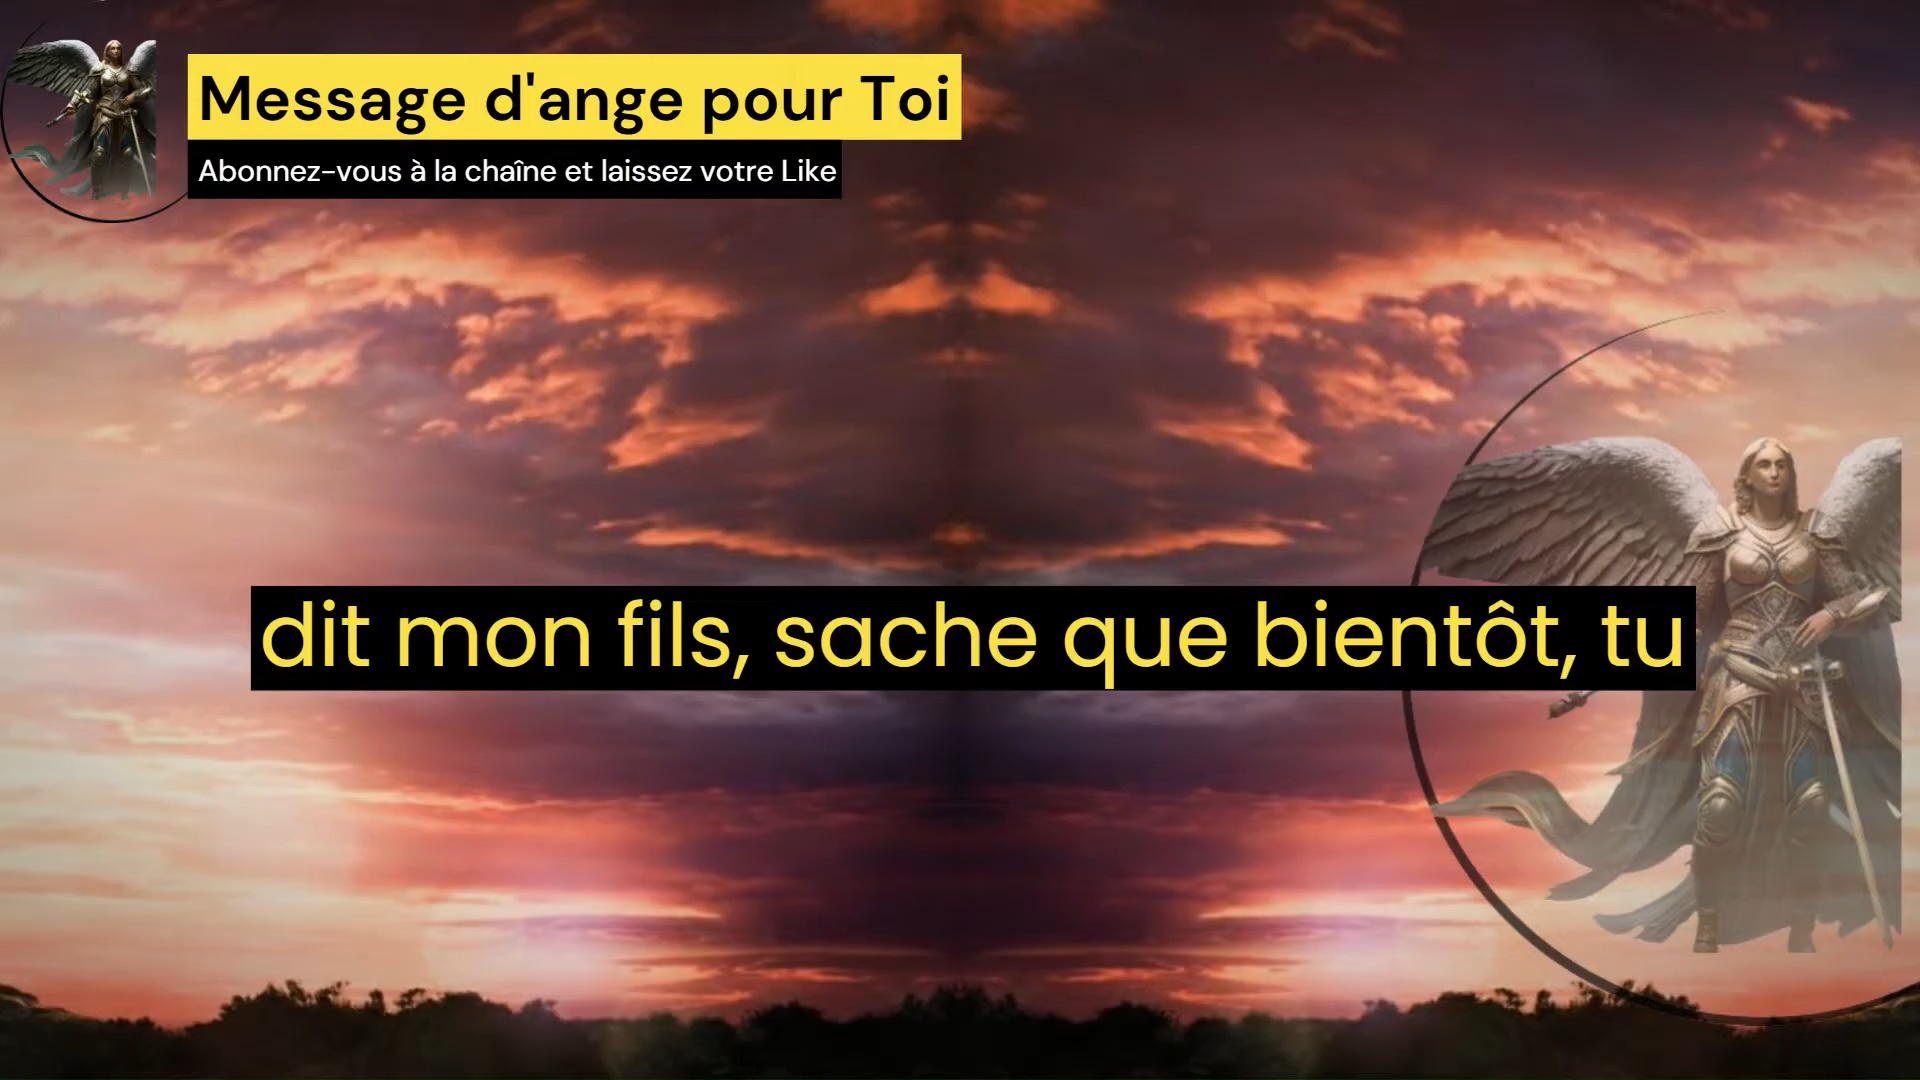 Message d'ange pour Toi
Abonnez-vous à la chaîne et laissez votre Like
dit mon fils, sache que bientôt, tu